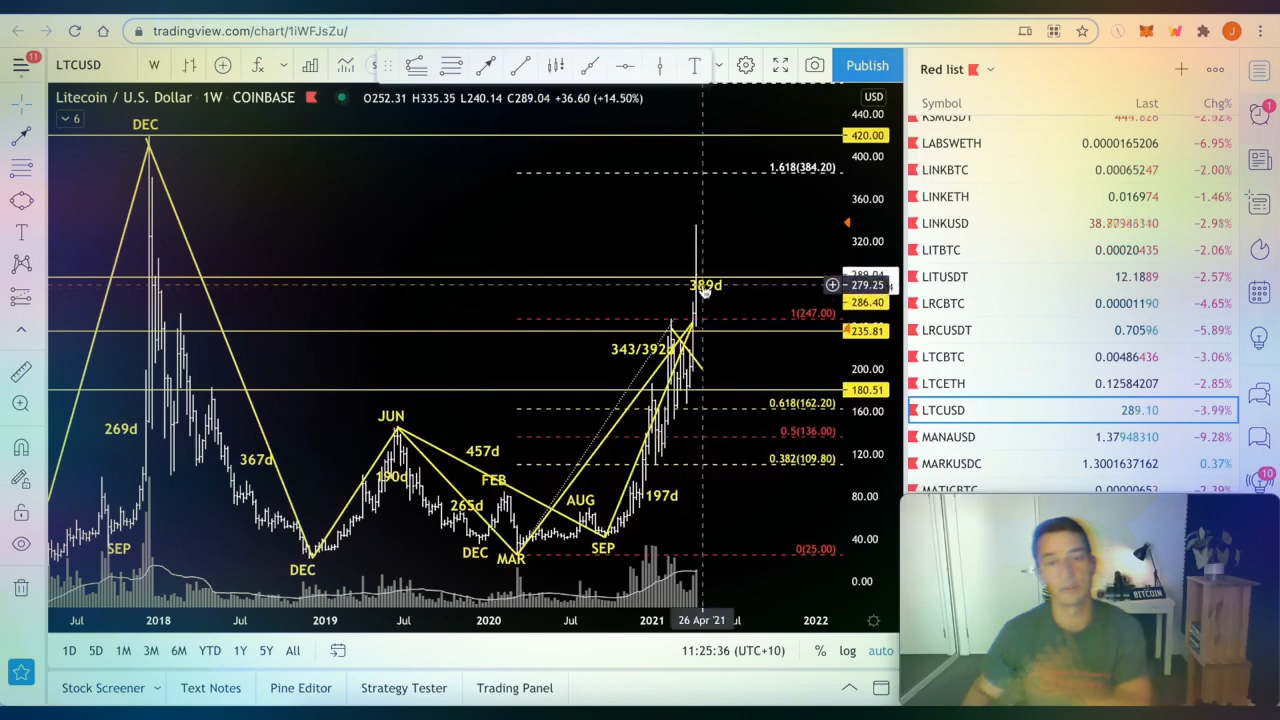 tradingview.com/chart/1iWFJsZu/
J
11
LTCUSD W Publish
Red list
Symbol Last Chg%
Litecoin / U.S. Dollar 1W COINBASE O252.31 H335.35 L240.14 C289.04 +36.60 (+14.50%)
USD
6
440.00
420.00
400.00
360.00
320.00
279.25
286.40
235.81
200.00
180.51
160.00
120.00
80.00
40.00
0.00
DEC
1.618(384.20)
389d
1(247.00)
343/392d
0.618(162.20)
0.5(136.00)
0.382(109.80)
0(25.00)
269d
367d
JUN
457d
190d
FEB
265d
AUG
197d
SEP
DEC
DEC
MAR
SEP
Jul 2018 Jul 2019 Jul 2020 Jul 2021 26 Apr '21 2022
KSMUSDT 444.826 -2.52%
LABSWETH 0.0000165206 -6.95%
LINKBTC 0.00065247 -2.00%
LINKETH 0.016974 -1.46%
LINKUSD -2.98%
LITBTC 0.00020435 -2.06%
LITUSDT 12.1889 -2.57%
LRCBTC 0.00001190 -4.65%
LRCUSDT 0.70596 -5.89%
LTCBTC 0.00486436 -3.06%
LTCETH 0.12584207 -2.85%
LTCUSD 289.10 -3.99%
MANAUSD 1.37948310 -9.28%
MARKUSDC 1.3001637162 0.37%
MATICBTC 0.00000653
1
10
1D 5D 1M 3M 6M YTD 1Y 5Y All 11:25:36 (UTC+10) % log auto
Stock Screener Text Notes Pine Editor Strategy Tester Trading Panel
BITCOIN